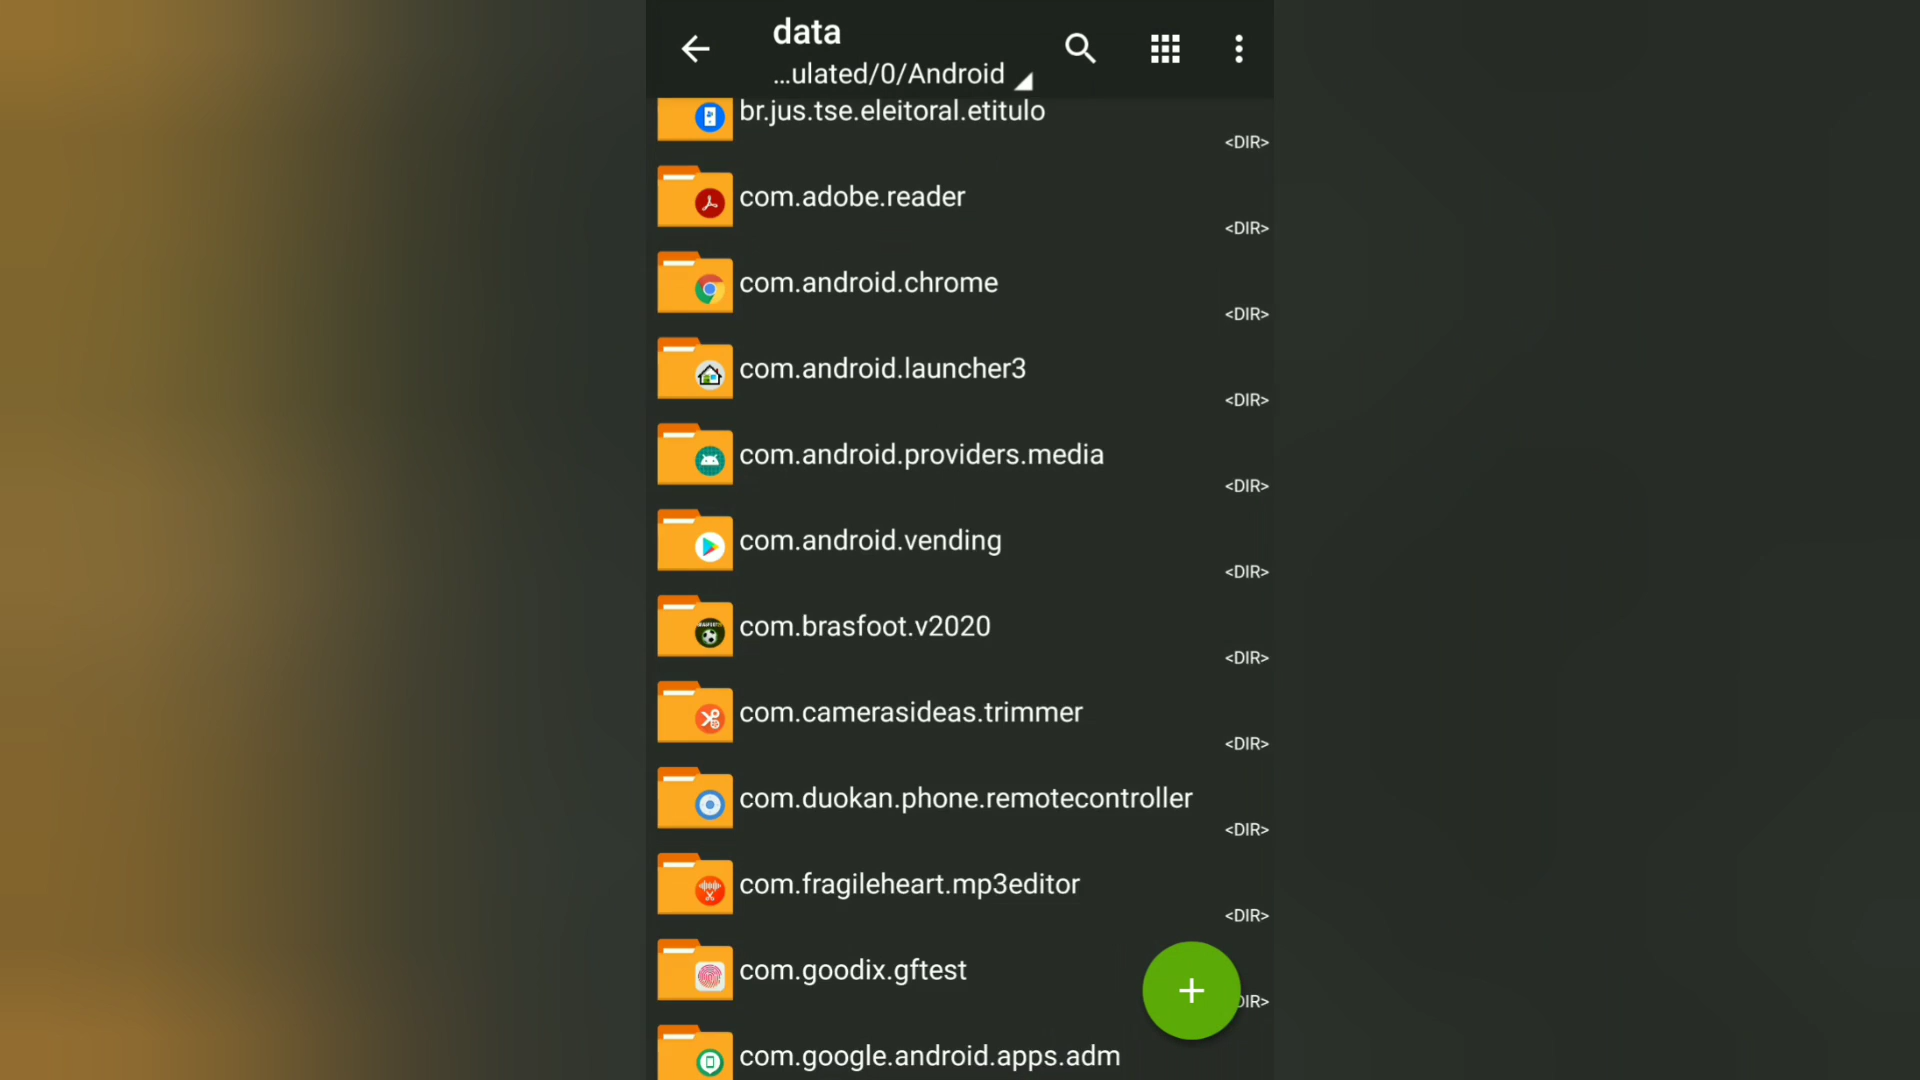 data
...ulated/0/Android
br.jus.tse.eleitoral.etitulo
<DIR>
com.adobe.reader
<DIR>
com.android.chrome
<DIR>
com.android.launcher3
<DIR>
com.android.providers.media
<DIR>
com.android.vending
<DIR>
com.brasfoot.v2020
<DIR>
com.camerasideas.trimmer
<DIR>
com.duokan.phone.remotecontroller
<DIR>
com.fragileheart.mp3editor
<DIR>
com.goodix.gftest
DIR>
com.google.android.apps.adm